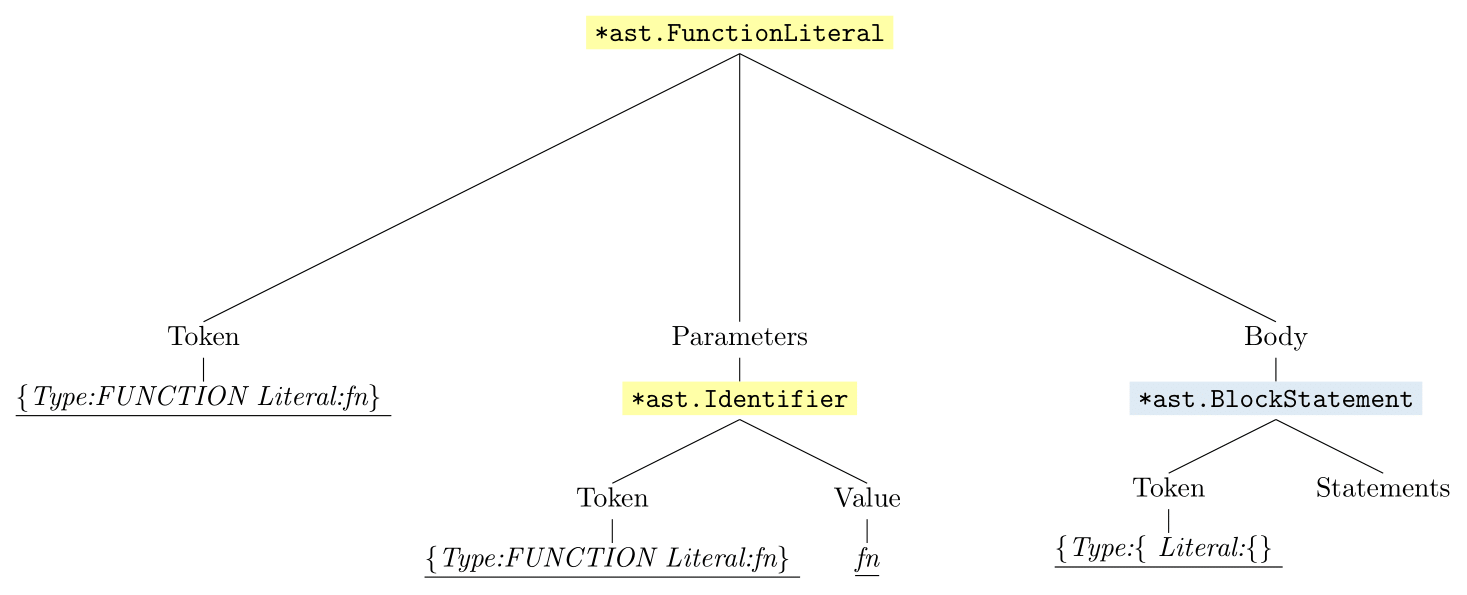 *ast.FunctionLiteral
Token
Parameters
Body
{Type:FUNCTION Literal:fn}
*ast.Identifier
*ast.BlockStatement
Token
Value
Token
Statements
{Type:FUNCTION Literal:fn}
fn
{Type:{ Literal:{}